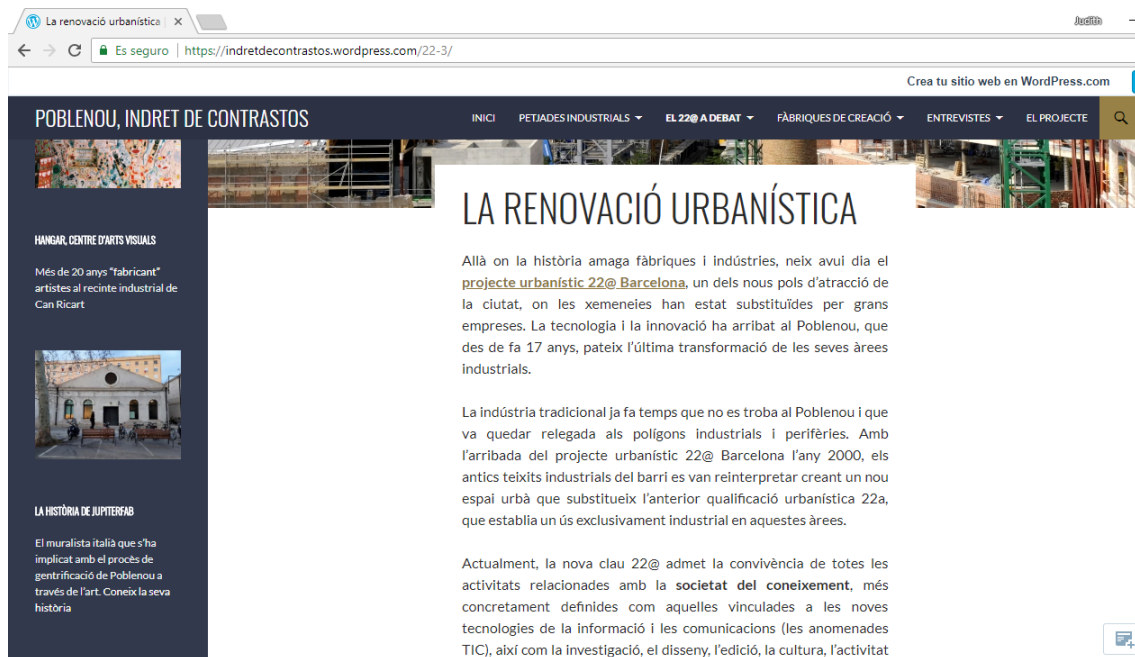 La renovació urbanística
Judith
Es seguro
https://indretdecontrastos.wordpress.com/22-3/
Crea tu sitio web en WordPress.com
POBLENOU, INDRET DE CONTRASTOS
INICI
PETJADES INDUSTRIALS
EL 22@ A DEBAT
FÀBRIQUES DE CREACIÓ
ENTREVISTES
EL PROJECTE
HANGAR, CENTRE D'ARTS VISUALS
Més de 20 anys "fabricant"
artistes al recinte industrial de
Can Ricart
LA HISTÒRIA DE JUPITERFAB
El muralista italià que s'ha
implicat amb el procès de
gentrificació de Poblenou a
través de l'art. Coneix la seva
història
LA RENOVACIÓ URBANÍSTICA
Allà on la història amaga fàbriques i indústries, neix avui dia el
projecte urbanístic 22@ Barcelona, un dels nous pols d'atracció de
la ciutat, on les xemeneies han estat substituïdes per grans
empreses. La tecnologia i la innovació ha arribat al Poblenou, que
des de fa 17 anys, pateix l'última transformació de les seves àrees
industrials.
La indústria tradicional ja fa temps que no es troba al Poblenou i que
va quedar relegada als polígons industrials i perifèries. Amb
l'arribada del projecte urbanístic 22@ Barcelona l'any 2000, els
antics teixits industrials del barri es van reinterpretar creant un nou
espai urbà que substitueix l'anterior qualificació urbanística 22a,
que establia un ús exclusivament industrial en aquestes àrees.
Actualment, la nova clau 22@ admet la convivència de totes les
activitats relacionades amb la societat del coneixement, més
concretament definides com aquelles vinculades a les noves
tecnologies de la informació i les comunicacions (les anomenades
TIC), així com la investigació, el disseny, l'edició, la cultura, l'activitat